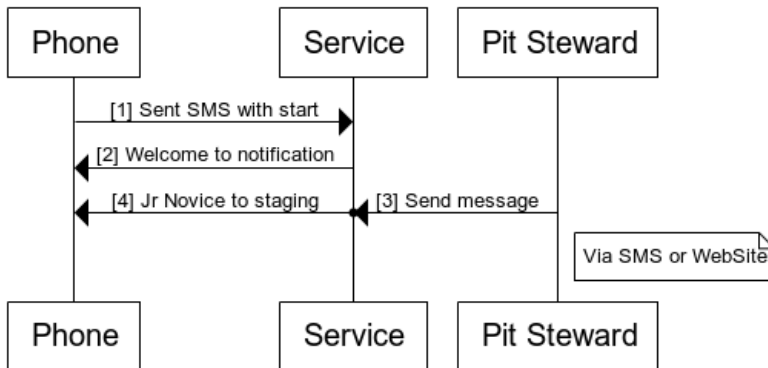 Phone
Service
Pit Steward
[1] Sent SMS with start
[2] Welcome to notification
[4] Jr Novice to staging
[3] Send message
Via SMS or WebSite
Phone
Service
Pit Steward